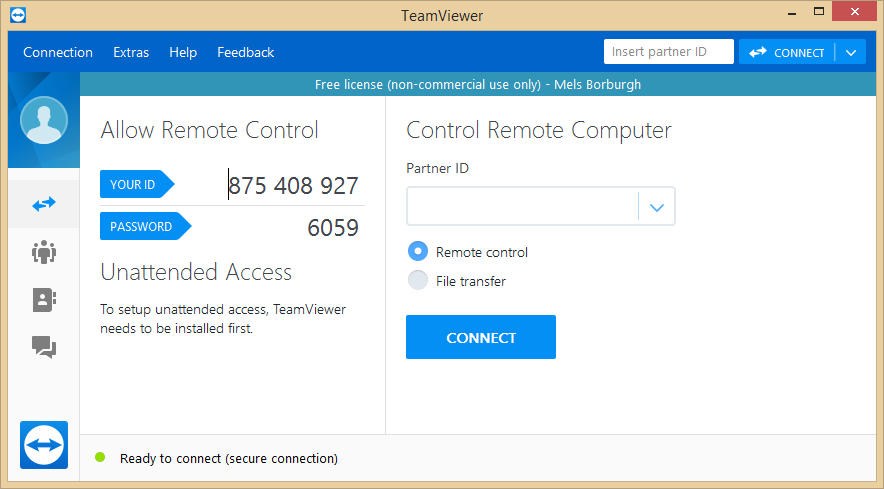 TeamViewer
Connection Extras Help Feedback
Insert partner ID
CONNECT
Free license (non-commercial use only) - Mels Borburgh
Allow Remote Control
YOUR ID 875 408 927
PASSWORD 6059
Unattended Access
To setup unattended access, TeamViewer
needs to be installed first.
Control Remote Computer
Partner ID
Remote control
File transfer
CONNECT
Ready to connect (secure connection)